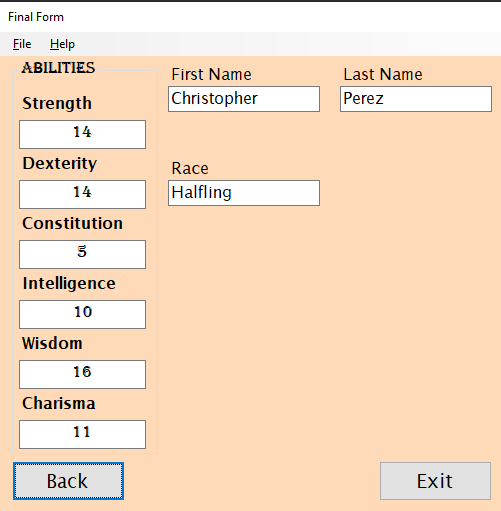 Final Form
File Help
ABILITIES
Strength
14
Dexterity
14
Constitution
5
Intelligence
10
Wisdom
16
Charisma
11
First Name Last Name
Christopher Perez
Race
Halfling
Back Exit